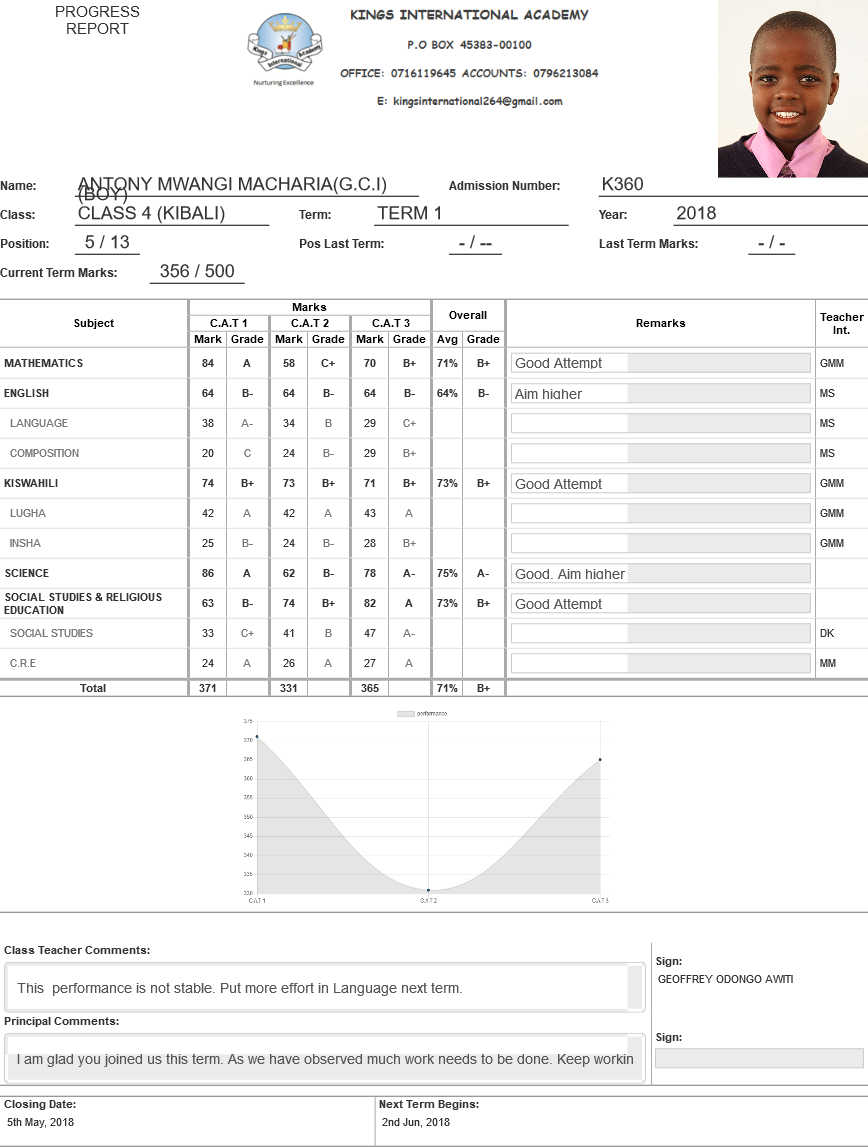 PROGRESS
REPORT
Kings International Academy
Nurturing Excellence
KINGS INTERNATIONAL ACADEMY
P.O BOX 45383-00100
OFFICE: 0716119645 ACCOUNTS: 0796213084
E: kingsinternational264@gmail.com
Name: ANTONY MWANGI MACHARIA(G.C.I) (BOY) Admission Number: K360
Class: CLASS 4 (KIBALI) Term: TERM 1 Year: 2018
Position: 5 / 13 Pos Last Term: - / -- Last Term Marks: - / -
Current Term Marks: 356 / 500
Subject Marks Overall Remarks Teacher Int.
C.A.T 1 C.A.T 2 C.A.T 3
Mark Grade Mark Grade Mark Grade Avg Grade
MATHEMATICS 84 A 58 C+ 70 B+ 71% B+ Good Attempt GMM
ENGLISH 64 B- 64 B- 64 B- 64% B- Aim higher MS
LANGUAGE 38 A- 34 B 29 C+ MS
COMPOSITION 20 C 24 B- 29 B+ MS
KISWAHILI 74 B+ 73 B+ 71 B+ 73% B+ Good Attempt GMM
LUGHA 42 A 42 A 43 A GMM
INSHA 25 B- 24 B- 28 B+ GMM
SCIENCE 86 A 62 B- 78 A- 75% A- Good. Aim higher
SOCIAL STUDIES & RELIGIOUS EDUCATION 63 B- 74 B+ 82 A 73% B+ Good Attempt
SOCIAL STUDIES 33 C+ 41 B 47 A- DK
C.R.E 24 A 26 A 27 A MM
Total 371 331 365 71% B+
performance
375
370
365
360
355
350
345
340
335
330
CAT1 CAT2 CAT3
Class Teacher Comments:
This performance is not stable. Put more effort in Language next term.
Sign:
GEOFFREY ODONGO AWITI
Principal Comments:
I am glad you joined us this term. As we have observed much work needs to be done. Keep workin
Sign:
Closing Date: Next Term Begins:
5th May, 2018 2nd Jun, 2018